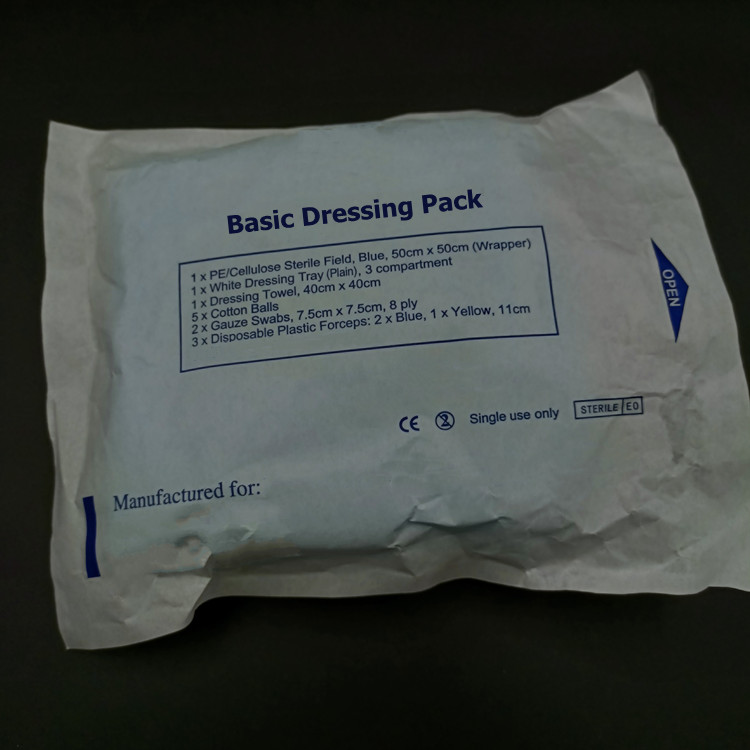 Basic Dressing Pack
1 x PE/Cellulose Sterile Field, Blue, 50cm x 50cm (Wrapper)
1 x White Dressing Tray (Plain), 3 compartment
1 x Dressing Towel, 40cm x 40cm
5 x Cotton Balls
2 x Gauze Swabs, 7.5cm x 7.5cm, 8 ply
3 x Disposable Plastic Forceps: 2 x Blue, 1 x Yellow, 11cm
OPEN
CE 2 Single use only STERILE EO
Manufactured for: